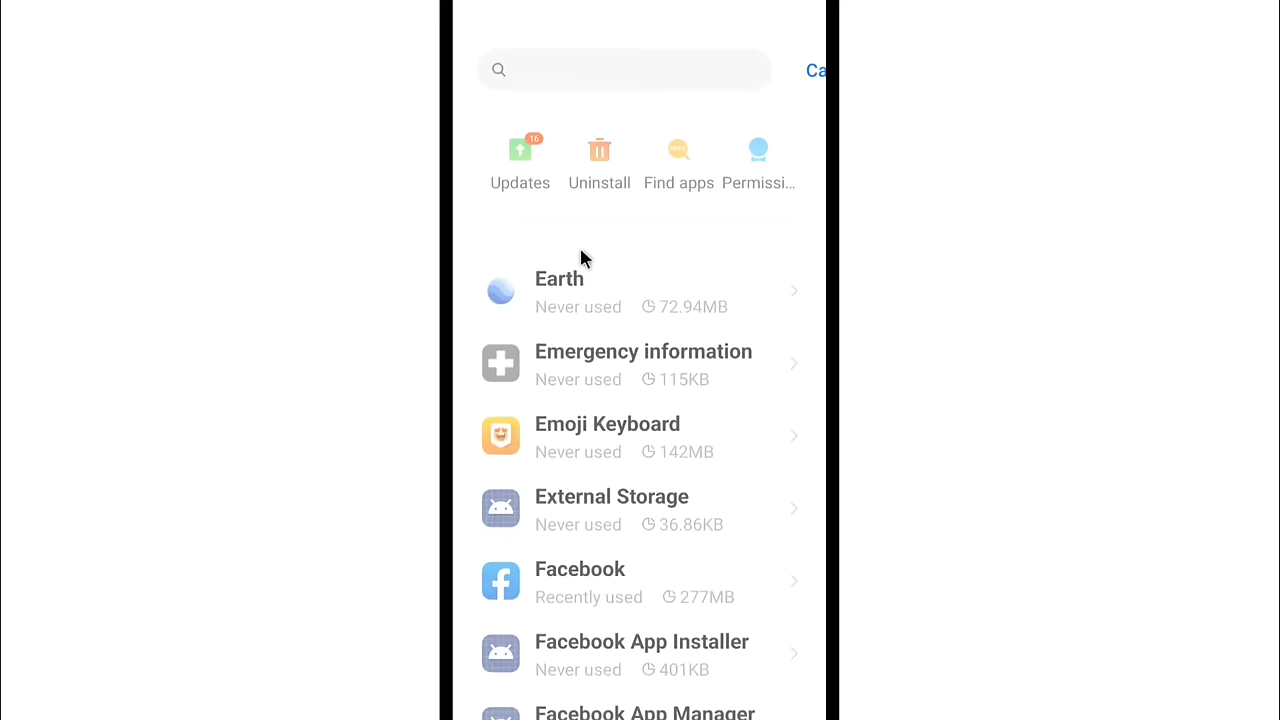 Ca
16
Updates Uninstall Find apps Permissi...
APPS
Earth
Never used 72.94MB
Emergency information
Never used 115KB
Emoji Keyboard
Never used 142MB
External Storage
Never used 36.86KB
Facebook
Recently used 277MB
Facebook App Installer
Never used 401KB
Facebook App Manager